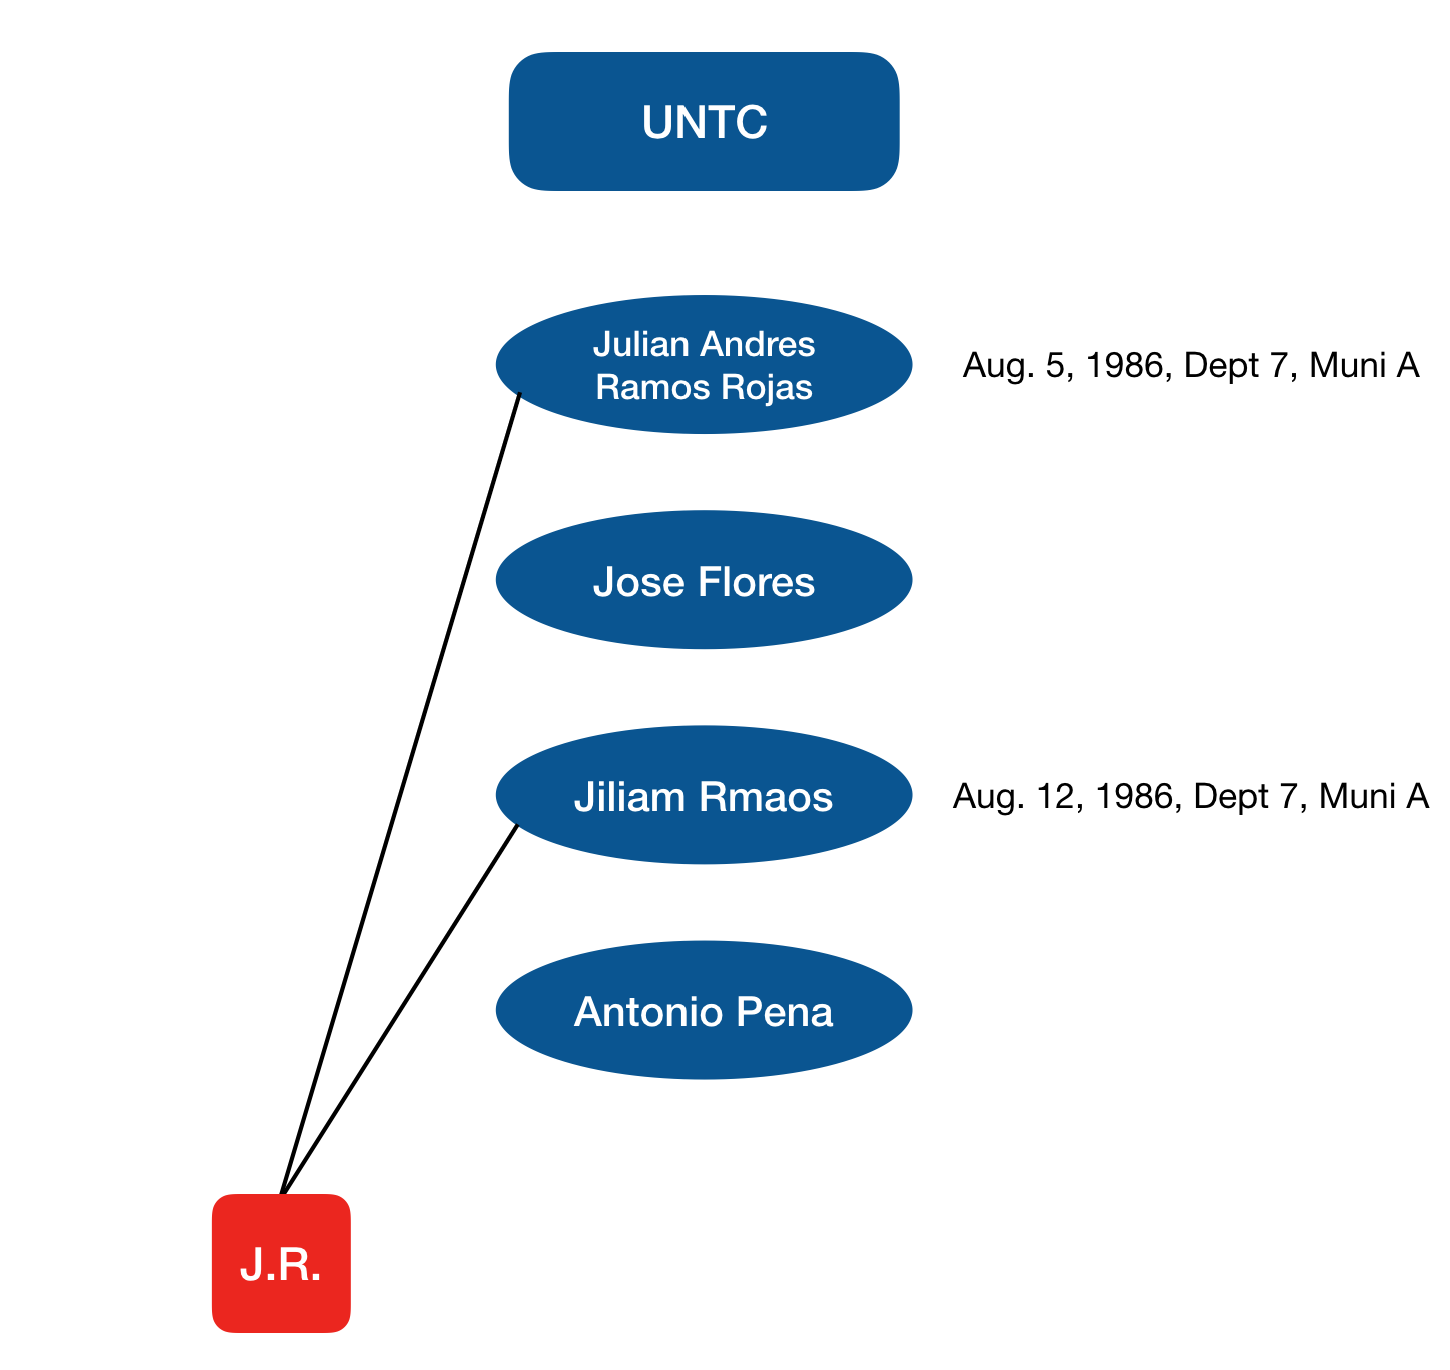 UNTC
Julian Andres
Ramos Rojas
Aug. 5, 1986, Dept 7, Muni A
Jose Flores
Jiliam Rmaos
Aug. 12, 1986, Dept 7, Muni A
Antonio Pena
J.R.